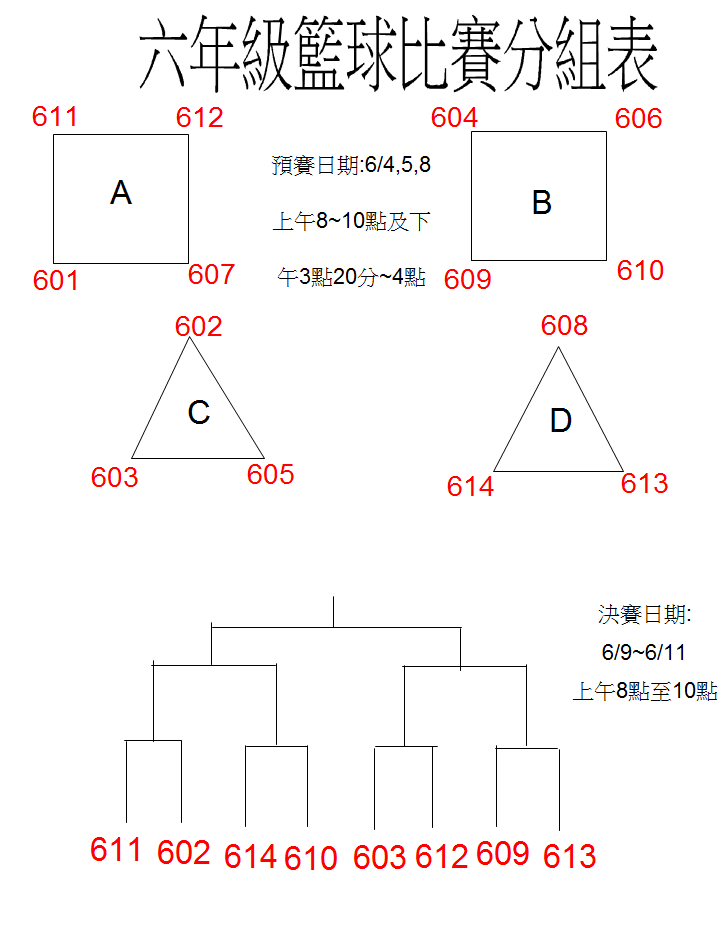 六年級籃球比賽分組表
611
612
604
606
預賽日期:6/4,5,8
A
B
上午8~10點及下
601
607
午3點20分~4點
609
610
602
608
C
D
603
605
614
613
決賽日期:
6/9~6/11
上午8點至10點
611
602
614
610
603
612
609
613